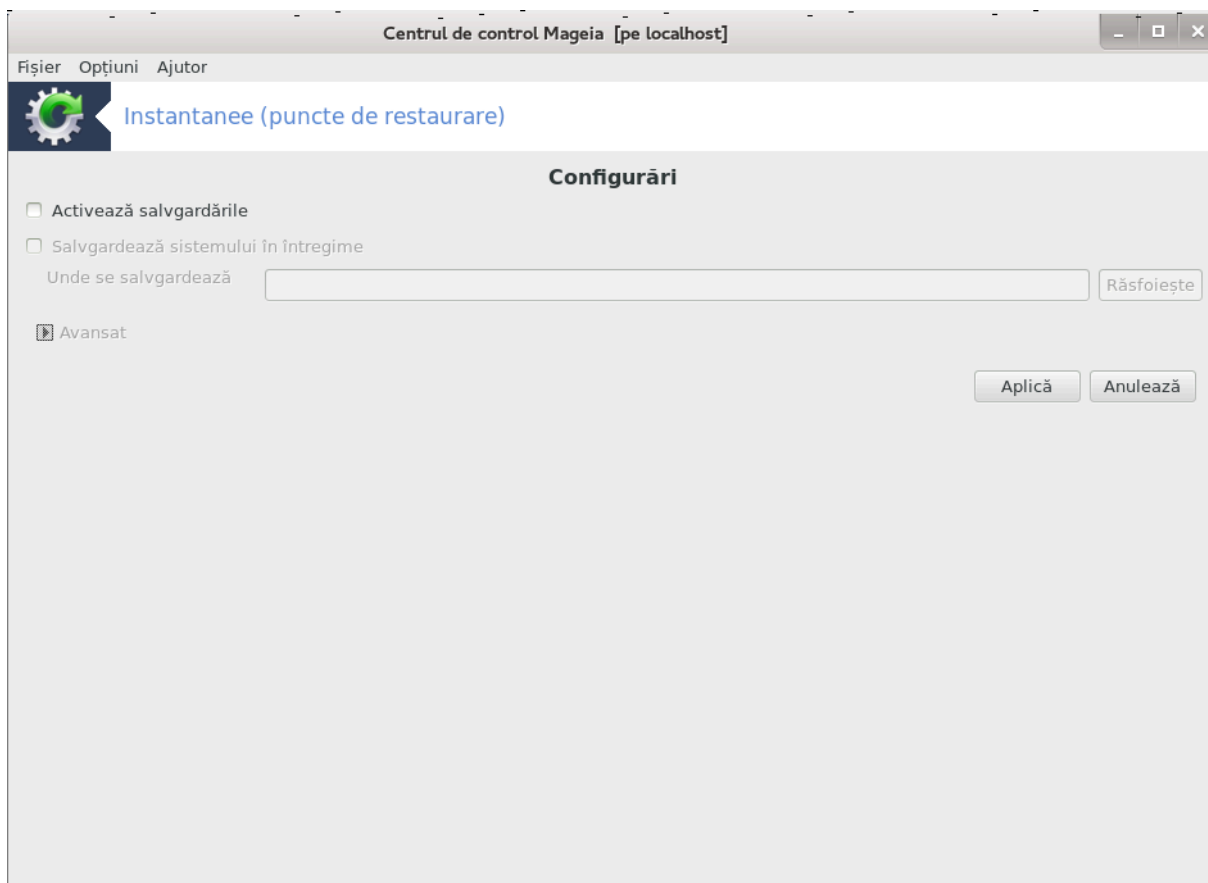 Centrul de control Mageia [pe localhost]
Fișier Opțiuni Ajutor
Instantanee (puncte de restaurare)
Configurări
Activează salvgardările
Salvgardează sistemului în întregime
Unde se salvgardează Răsfoiește
Avansat
Aplică Anulează